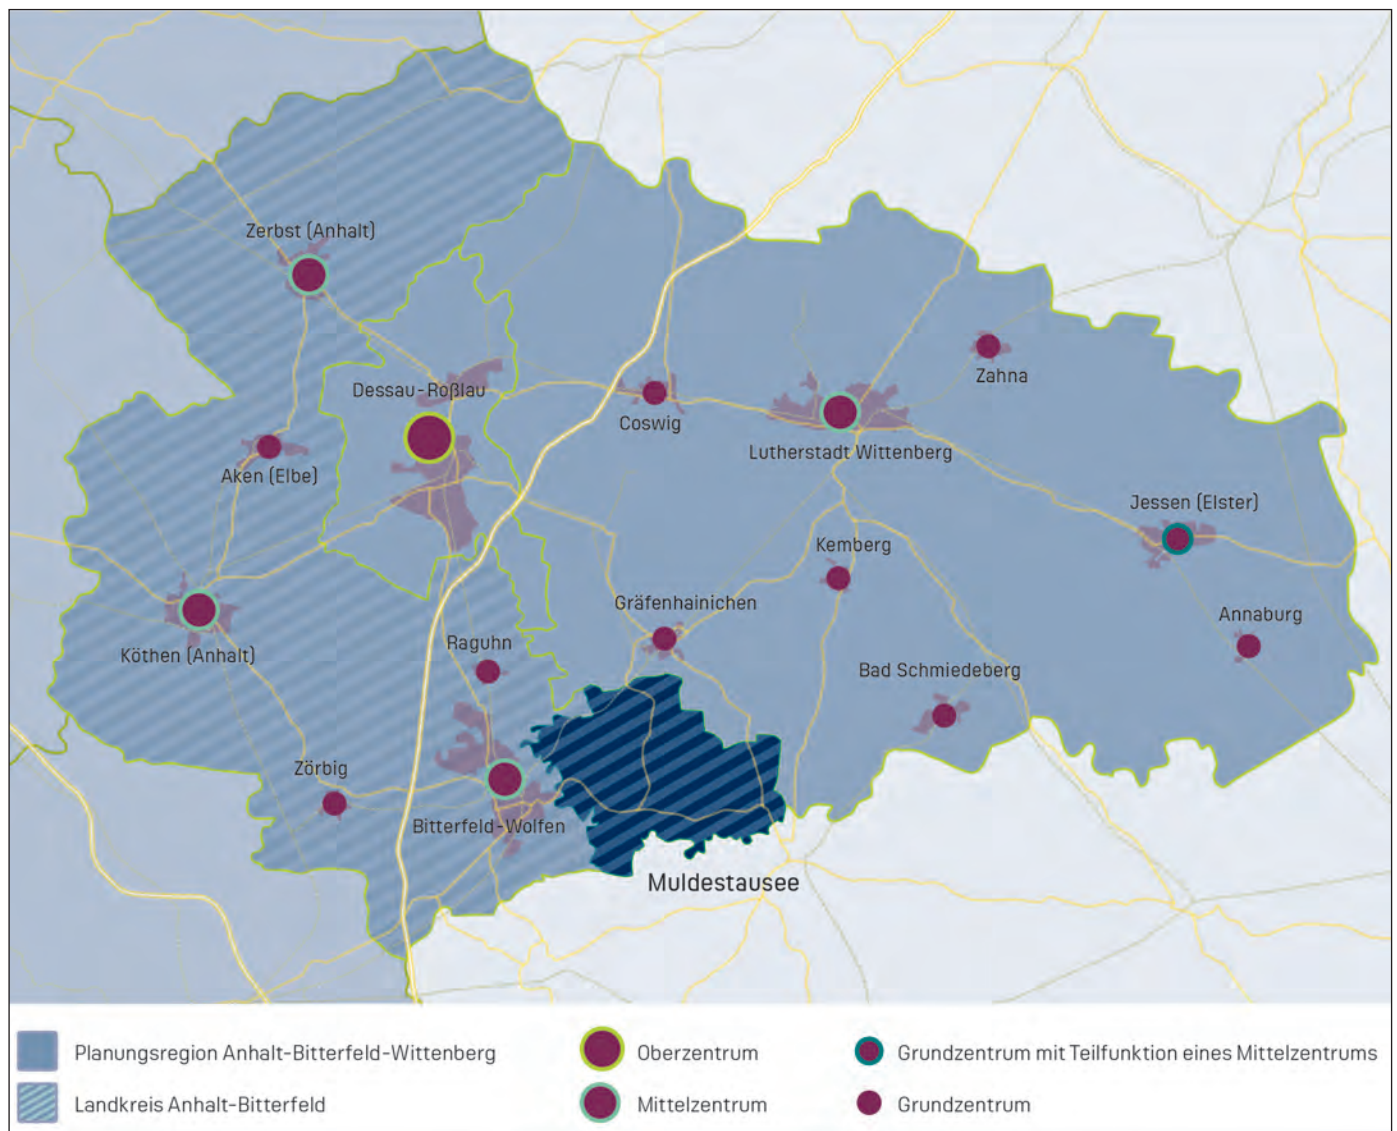 Zerbst (Anhalt)
Zahna
Dessau-Roßlau
Coswig
Lutherstadt Wittenberg
Aken (Elbe)
Jessen (Elster)
Kemberg
Gräfenhainichen
Annaburg
Raguhn
Köthen (Anhalt)
Bad Schmiedeberg
Zörbig
Bitterfeld-Wolfen
Muldestausee
Planungsregion Anhalt-Bitterfeld-Wittenberg
Oberzentrum
Grundzentrum mit Teilfunktion eines Mittelzentrums
Landkreis Anhalt-Bitterfeld
Mittelzentrum
Grundzentrum